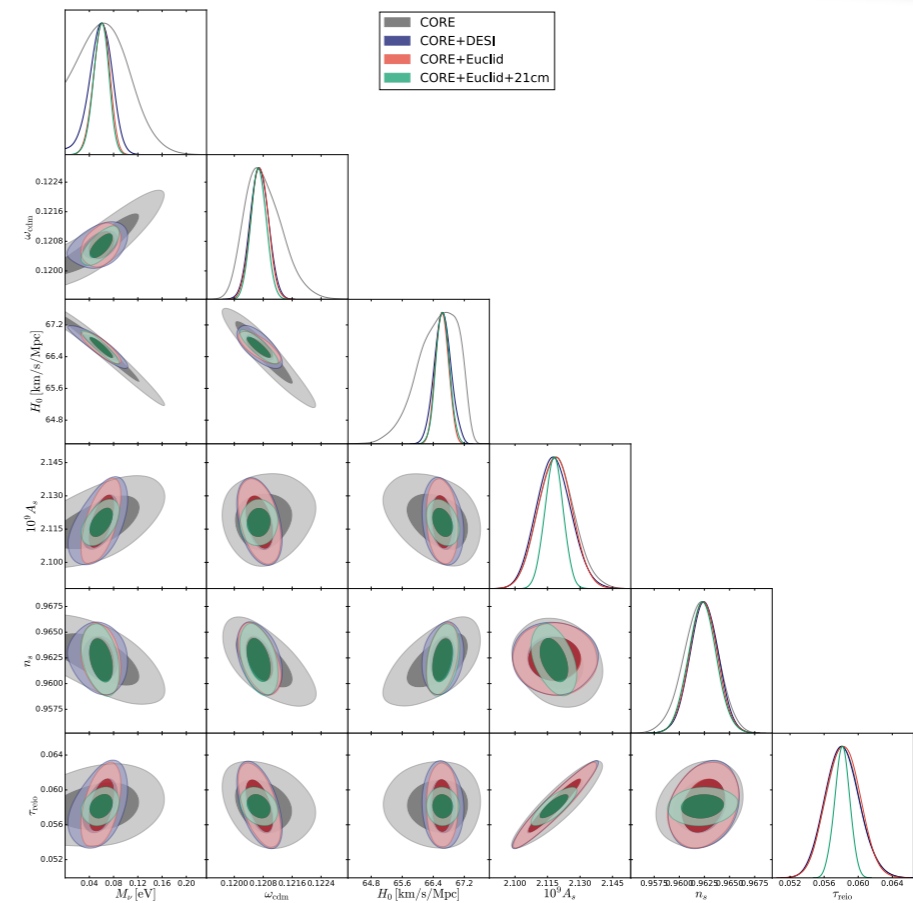 CORE
CORE+DESI
CORE+Euclid
CORE+Euclid+21cm
0.1224
0.1216
0.1208
0.1200
ω_cdm
67.2
66.4
65.6
64.8
H_0 [km/s/Mpc]
2.145
2.130
2.115
2.100
10^9 A_s
0.9675
0.9650
0.9625
0.9600
0.9575
n_s
0.064
0.060
0.056
0.052
τ_reio
0.04 0.08 0.12 0.16 0.20
M_ν [eV]
0.1200 0.1208 0.1216 0.1224
ω_cdm
64.8 65.6 66.4 67.2
H_0 [km/s/Mpc]
2.100 2.115 2.130 2.145
10^9 A_s
0.9575 0.9600 0.9625 0.9650 0.9675
n_s
0.052 0.056 0.060 0.064
τ_reio